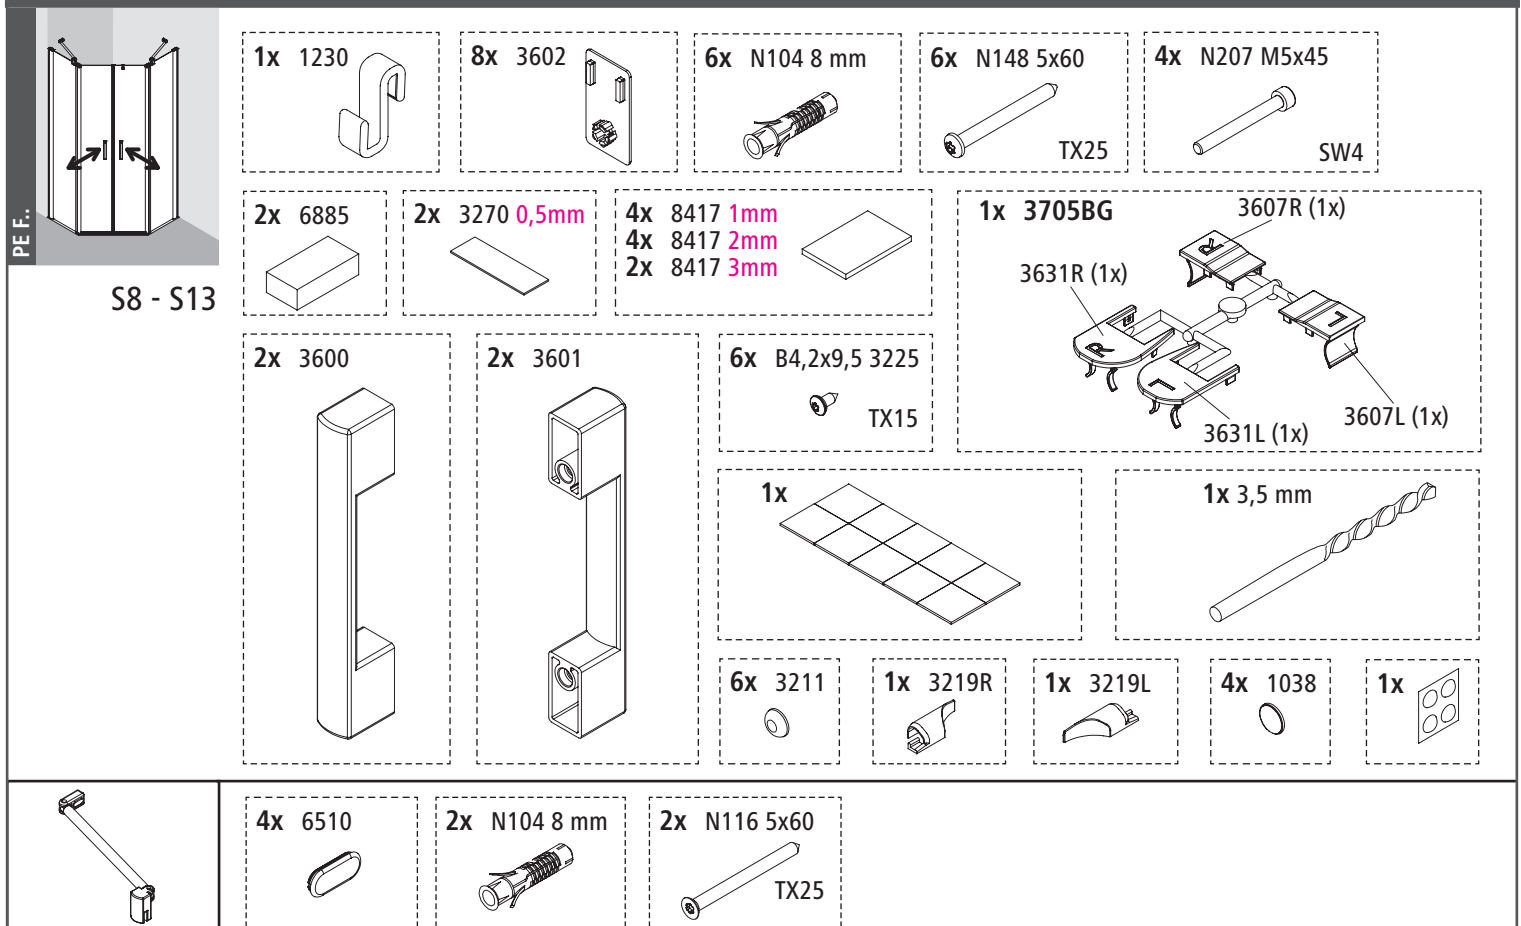 PE F..
S8 - S13
1x 1230
8x 3602
6x N104 8 mm
6x N148 5x60
TX25
4x N207 M5x45
SW4
2x 6885
2x 3270 0,5mm
4x 8417 1mm
4x 8417 2mm
2x 8417 3mm
1x 3705BG
3607R (1x)
3631R (1x)
R
R
L
L
3607L (1x)
3631L (1x)
2x 3600
2x 3601
6x B4,2x9,5 3225
TX15
1x
1x 3,5 mm
6x 3211
1x 3219R
1x 3219L
4x 1038
1x
4x 6510
2x N104 8 mm
2x N116 5x60
TX25